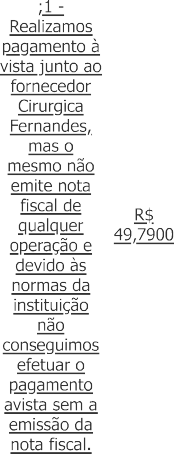 ;1 -
Realizamos
pagamento à
vista junto ao
fornecedor
Cirurgica
Fernandes,
mas o
mesmo não
emite nota
fiscal de
qualquer
operação e
devido às
normas da
instituição
não
conseguimos
efetuar o
pagamento
avista sem a
emissão da
nota fiscal.
R$
49,7900